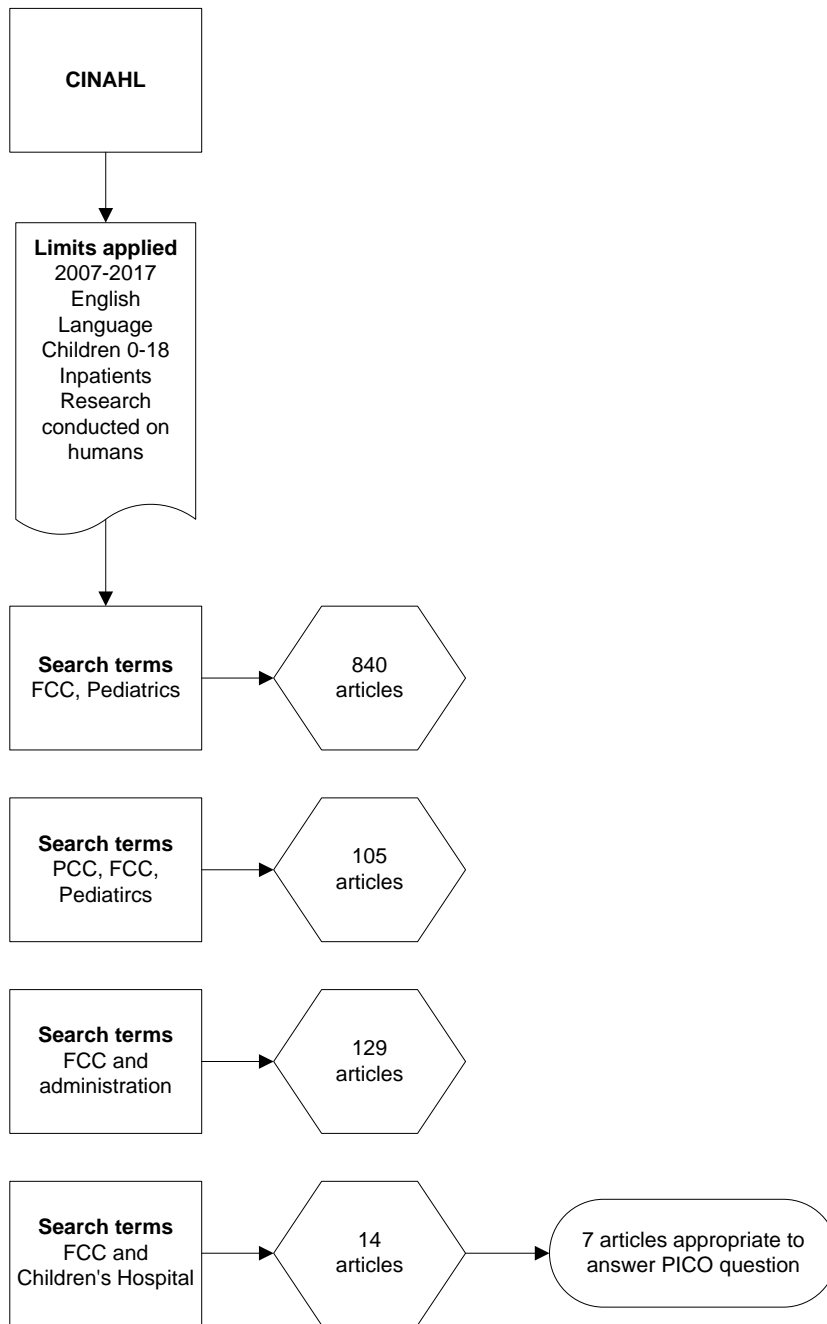 CINAHL
Limits applied
2007-2017
English
Language
Children 0-18
Inpatients
Research
conducted on
humans
Search terms
FCC, Pediatrics
840
articles
Search terms
PCC, FCC,
Pediatircs
105
articles
Search terms
FCC and
administration
129
articles
Search terms
FCC and
Children's Hospital
14
articles
7 articles appropriate to
answer PICO question